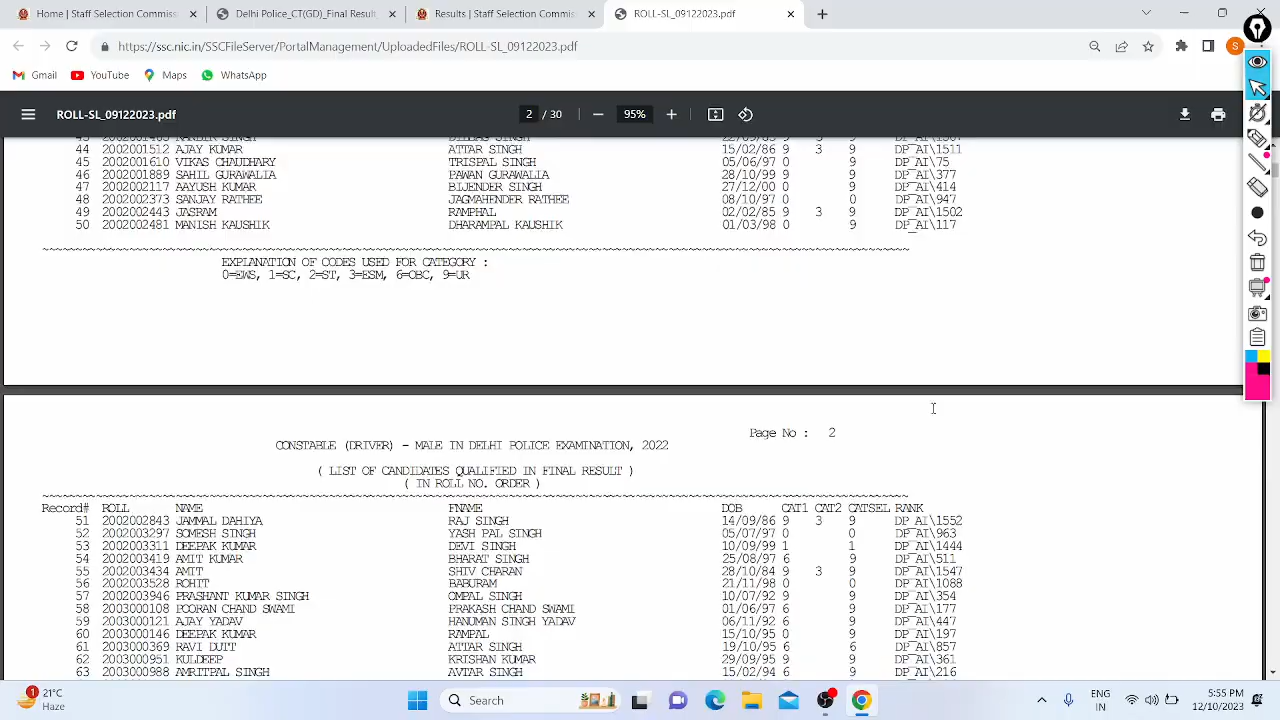 Home | Staff Selection Commiss
Delhi Police_CT(GD)_Final Result
Results | Staff Selection Commiss
ROLL-SL_09122023.pdf
https://ssc.nic.in/SSCFileServer/PortalManagement/UploadedFiles/ROLL-SL_09122023.pdf
S
Gmail YouTube Maps WhatsApp
ROLL-SL_09122023.pdf 2 / 30 95%
44 2002001512 AJAY KUMAR ATTAR SINGH 15/02/86 9 3 9 DP_AI\1511
45 2002001610 VIKAS CHAUDHARY TRISPAL SINGH 05/06/97 0 9 DP_AI\75
46 2002001889 SAHIL GURAWALIA PAWAN GURAWALIA 28/10/99 9 9 DP_AI\377
47 2002002117 AAYUSH KUMAR BIJENDER SINGH 27/12/00 0 9 DP_AI\414
48 2002002373 SANJAY RATHEE JAGMAHENDER RATHEE 08/10/97 0 0 DP_AI\947
49 2002002443 JASRAM RAMPHAL 02/02/85 9 3 9 DP_AI\1502
50 2002002481 MANISH KAUSHIK DHARAMPAL KAUSHIK 01/03/98 0 9 DP_AI\117
EXPLANATION OF CODES USED FOR CATEGORY :
0=EWS, 1=SC, 2=ST, 3=ESM, 6=OBC, 9=UR
Page No : 2
CONSTABLE (DRIVER) - MALE IN DELHI POLICE EXAMINATION, 2022
( LIST OF CANDIDATES QUALIFIED IN FINAL RESULT )
( IN ROLL NO. ORDER )
Record# ROLL NAME FNAME DOB CAT1 CAT2 CATSEL RANK
51 2002002843 JAMMAL DAHIYA RAJ SINGH 14/09/86 9 3 9 DP_AI\1552
52 2002003297 SOMESH SINGH YASH PAL SINGH 05/07/97 0 0 DP_AI\963
53 2002003311 DEEPAK KUMAR DEVI SINGH 10/09/99 1 1 DP_AI\1444
54 2002003419 AMIT KUMAR BHARAT SINGH 25/08/97 6 9 DP_AI\511
55 2002003434 AMIT SHIV CHARAN 28/10/84 9 3 9 DP_AI\1547
56 2002003528 ROHIT BABURAM 21/11/98 0 0 DP_AI\1088
57 2002003946 PRASHANT KUMAR SINGH OMPAL SINGH 10/07/92 9 9 DP_AI\354
58 2003000108 POORAN CHAND SWAMI PRAKASH CHAND SWAMI 01/06/97 6 9 DP_AI\177
59 2003000121 AJAY YADAV HANUMAN SINGH YADAV 06/11/92 6 9 DP_AI\447
60 2003000146 DEEPAK KUMAR RAMPAL 15/10/95 0 9 DP_AI\197
61 2003000369 RAVI DUTT ATTAR SINGH 19/10/95 6 6 DP_AI\857
62 2003000951 KULDEEP KRISHAN KUMAR 29/09/95 9 9 DP_AI\361
63 2003000988 AMRITPAL SINGH AVTAR SINGH 15/02/94 6 9 DP_AI\216
1
21°C
Haze
Search
ENG
IN
5:55 PM
12/10/2023